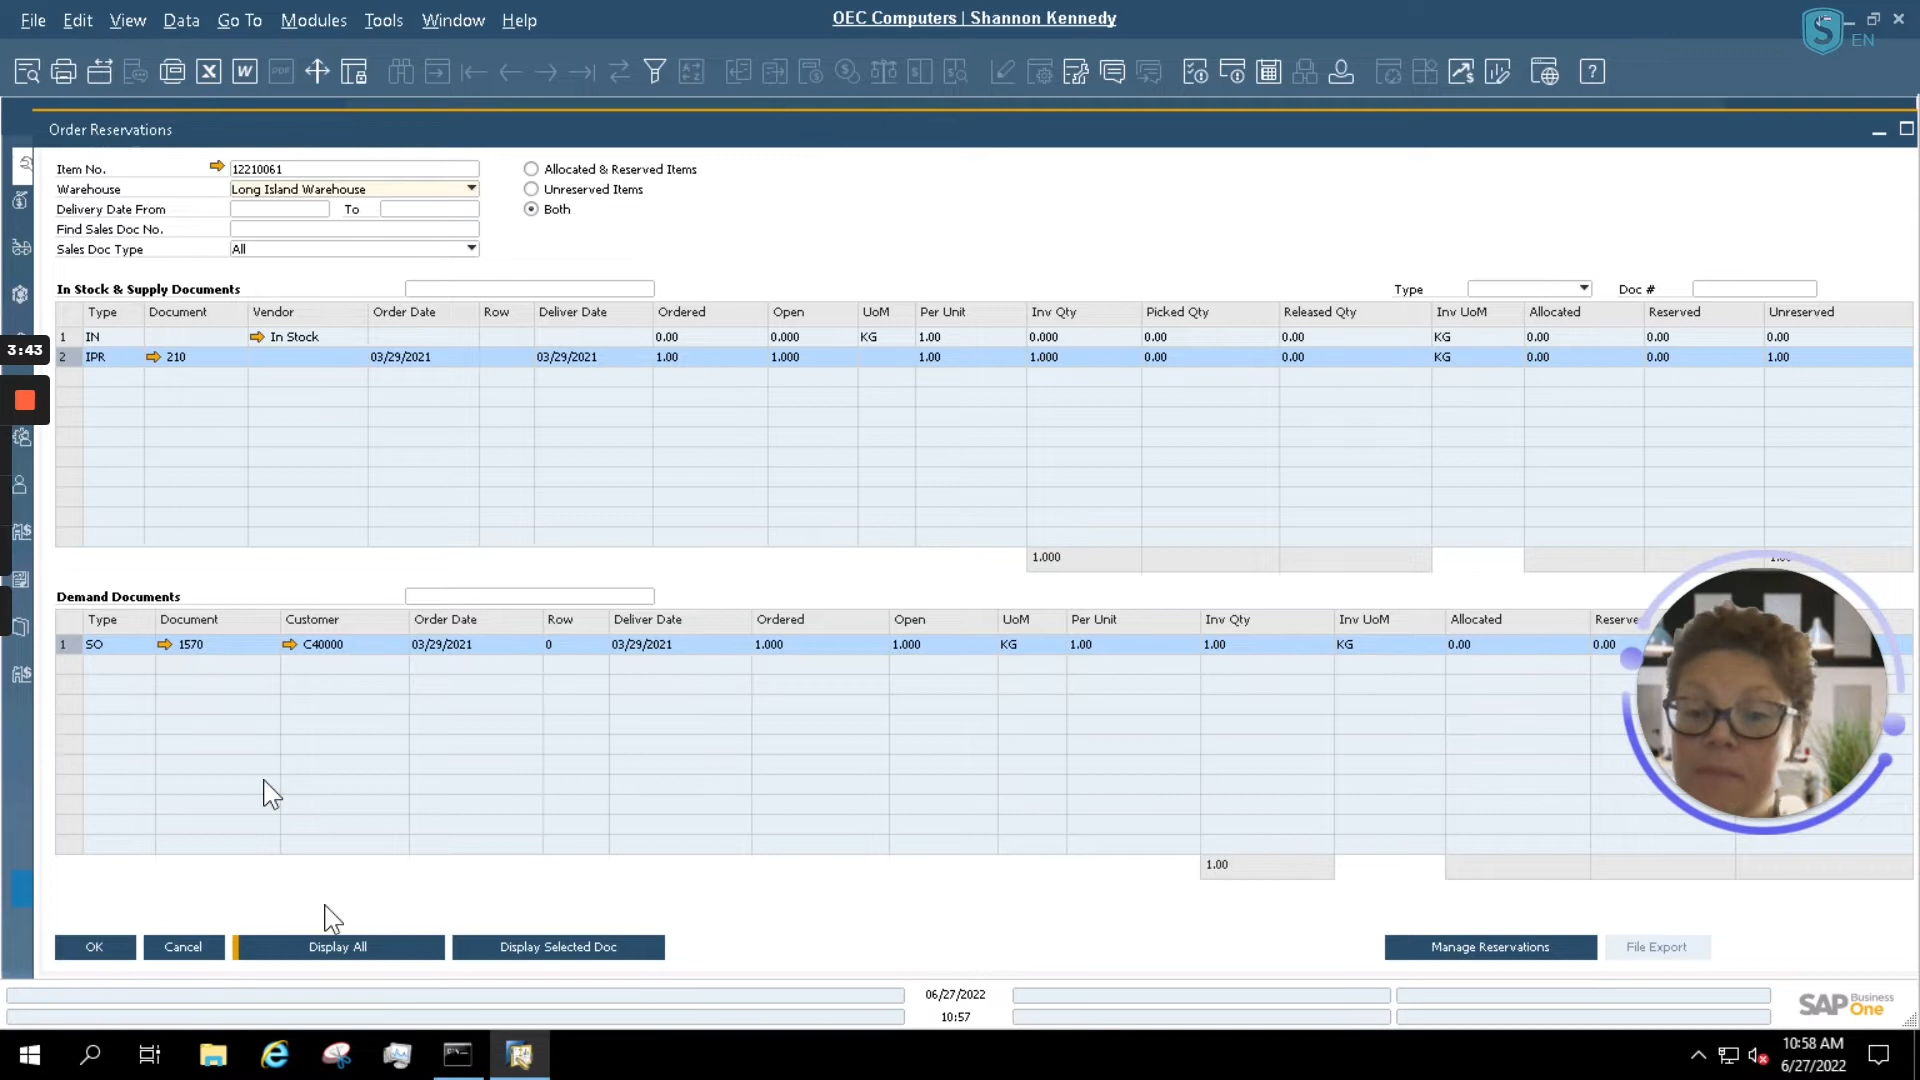 File Edit View Data Go To Modules Tools Window Help
OEC Computers | Shannon Kennedy
EN
Order Reservations
Item No. 12210061
Allocated & Reserved Items
Warehouse Long Island Warehouse
Unreserved Items
Delivery Date From To
Both
Find Sales Doc No.
Sales Doc Type All
In Stock & Supply Documents
Type Doc #
Type Document Vendor Order Date Row Deliver Date Ordered Open UoM Per Unit Inv Qty Picked Qty Released Qty Inv UoM Allocated Reserved Unreserved
1 IN In Stock 0.00 0.000 KG 1.00 0.000 0.00 0.00 KG 0.00 0.00 0.00
3:43
2 IPR 210 03/29/2021 03/29/2021 1.00 1.000 1.00 1.000 0.00 0.00 KG 0.00 0.00 1.00
1.000
Demand Documents
Type Document Customer Order Date Row Deliver Date Ordered Open UoM Per Unit Inv Qty Inv UoM Allocated Reserve
1 SO 1570 C40000 03/29/2021 0 03/29/2021 1.000 1.000 KG 1.00 1.00 KG 0.00 0.00
1.00
OK Cancel Display All Display Selected Doc Manage Reservations File Export
06/27/2022
10:57
SAP Business One
10:58 AM
6/27/2022